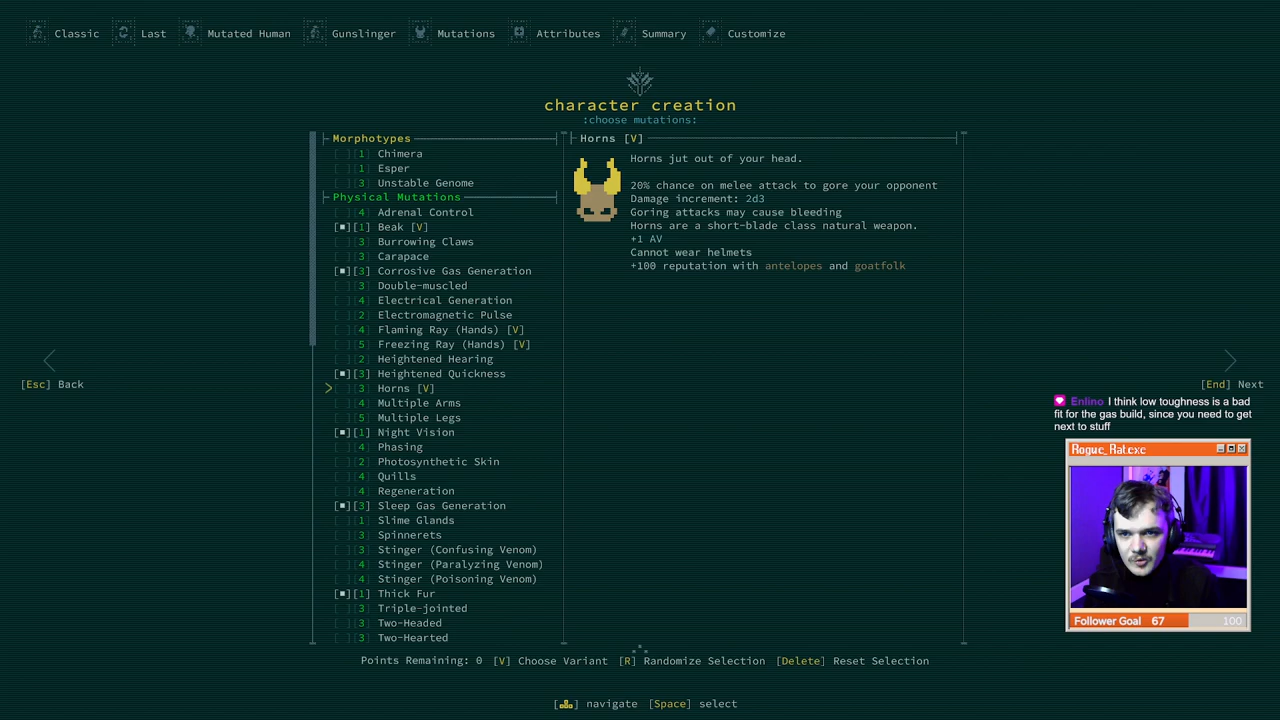 Classic
Last
Mutated Human
Gunslinger
Mutations
Attributes
Summary
Customize
character creation
:choose mutations:
Morphotypes
[ ][1] Chimera
[ ][1] Esper
[ ][3] Unstable Genome
Physical Mutations
[ ][4] Adrenal Control
[■][1] Beak [V]
[ ][3] Burrowing Claws
[ ][3] Carapace
[■][3] Corrosive Gas Generation
[ ][3] Double-muscled
[ ][4] Electrical Generation
[ ][2] Electromagnetic Pulse
[ ][4] Flaming Ray (Hands) [V]
[ ][5] Freezing Ray (Hands) [V]
[ ][2] Heightened Hearing
[■][3] Heightened Quickness
> [ ][3] Horns [V]
[ ][4] Multiple Arms
[ ][5] Multiple Legs
[■][1] Night Vision
[ ][4] Phasing
[ ][2] Photosynthetic Skin
[ ][4] Quills
[ ][4] Regeneration
[■][3] Sleep Gas Generation
[ ][1] Slime Glands
[ ][3] Spinnerets
[ ][3] Stinger (Confusing Venom)
[ ][4] Stinger (Paralyzing Venom)
[ ][4] Stinger (Poisoning Venom)
[■][1] Thick Fur
[ ][3] Triple-jointed
[ ][3] Two-Headed
[ ][3] Two-Hearted
Horns [V]
Horns jut out of your head.
20% chance on melee attack to gore your opponent
Damage increment: 2d3
Goring attacks may cause bleeding
Horns are a short-blade class natural weapon.
+1 AV
Cannot wear helmets
+100 reputation with antelopes and goatfolk
[Esc] Back
[End] Next
Enlino I think low toughness is a bad
fit for the gas build, since you need to get
next to stuff
Rogue_Rat.exe
Follower Goal 67 100
Points Remaining: 0 [V] Choose Variant [R] Randomize Selection [Delete] Reset Selection
navigate [Space] select